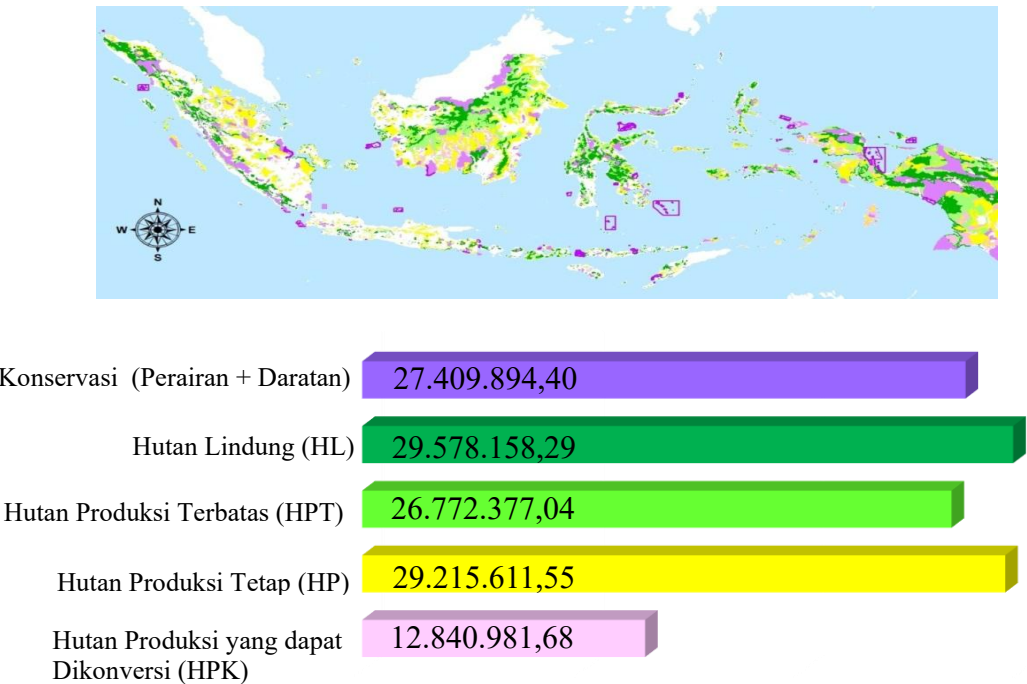 N
W E
S
Konservasi (Perairan + Daratan) 27.409.894,40
Hutan Lindung (HL) 29.578.158,29
Hutan Produksi Terbatas (HPT) 26.772.377,04
Hutan Produksi Tetap (HP) 29.215.611,55
Hutan Produksi yang dapat 12.840.981,68
Dikonversi (HPK)